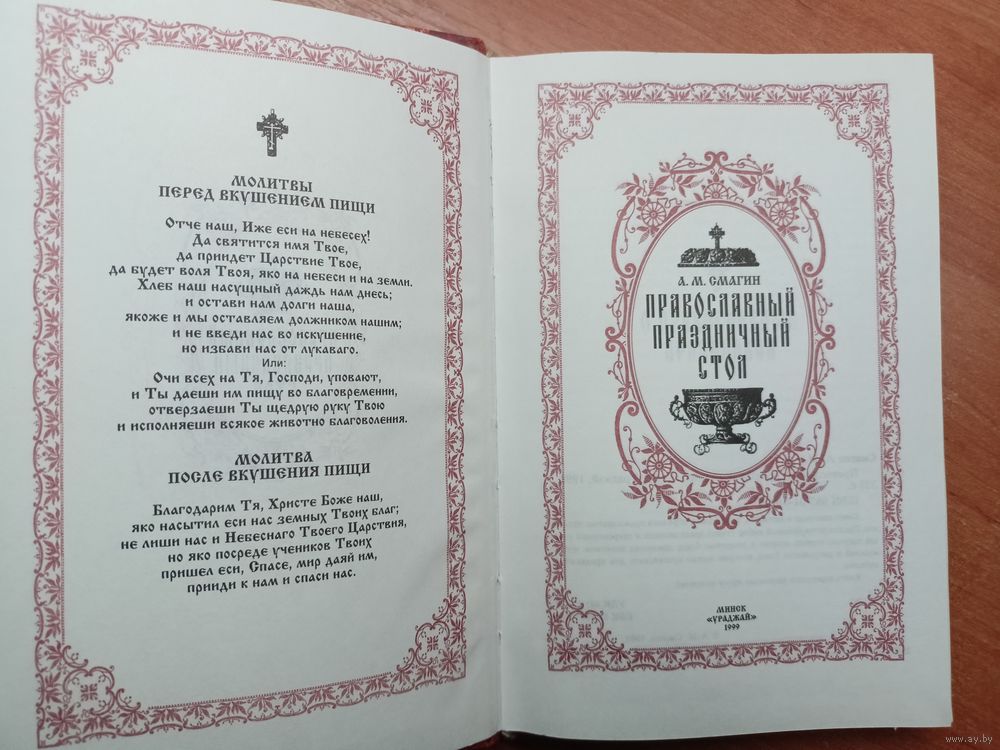 МОЛИТВЫ
ПЕРЕД ВКУШЕНИЕМ ПИЩИ
Отче наш, Иже еси на небесех!
Да святится имя Твое,
да приидет Царствие Твое,
да будет воля Твоя, яко на небеси и на земли.
Хлеб наш насущный даждь нам днесь;
и остави нам долги наша,
якоже и мы оставляем должником нашим;
и не введи нас во искушение,
но избави нас от лукаваго.
Или:
Очи всех на Тя, Господи, уповают,
и Ты даеши им пищу во благовремении,
отверзаеши Ты щедрую руку Твою
и исполняеши всякое животно благоволения.
МОЛИТВА
ПОСЛЕ ВКУШЕНИЯ ПИЩИ
Благодарим Тя, Христе Боже наш,
яко насытил еси нас земных Твоих благ;
не лиши нас и Небеснаго Твоего Царствия,
но яко посреде учеников Твоих
пришел еси, Спасе, мир даяй им,
прииди к нам и спаси нас.
А. М. СМАГИН
ПРАВОСЛАВНЫЙ
ПРАЗДНИЧНЫЙ
СТОЛ
МИНСК
«УРАДЖАЙ»
1999
www.ay.by